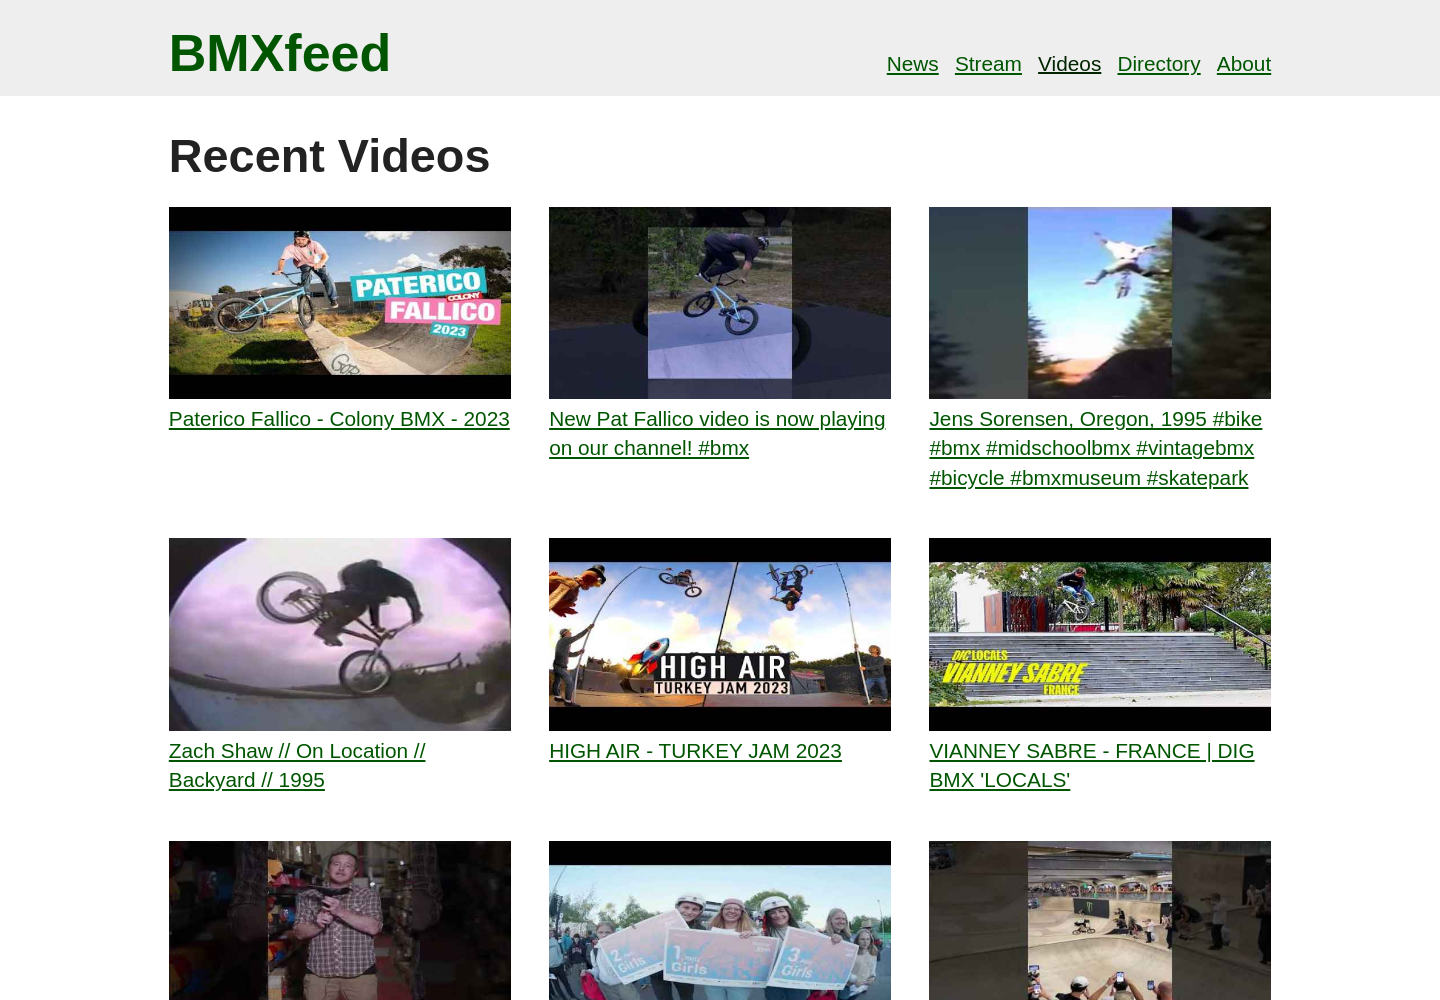 BMXfeed
News Stream Videos Directory About
Recent Videos
PATERICO
COLONY
FALLICO
2023
Paterico Fallico - Colony BMX - 2023
New Pat Fallico video is now playing
on our channel! #bmx
Jens Sorensen, Oregon, 1995 #bike
#bmx #midschoolbmx #vintagebmx
#bicycle #bmxmuseum #skatepark
HIGH AIR
TURKEY JAM 2023
DIG LOCALS
VIANNEY SABRE
FRANCE
Zach Shaw // On Location //
Backyard // 1995
HIGH AIR - TURKEY JAM 2023
VIANNEY SABRE - FRANCE | DIG
BMX 'LOCALS'
2
Girls
1
Girls
3
Girls